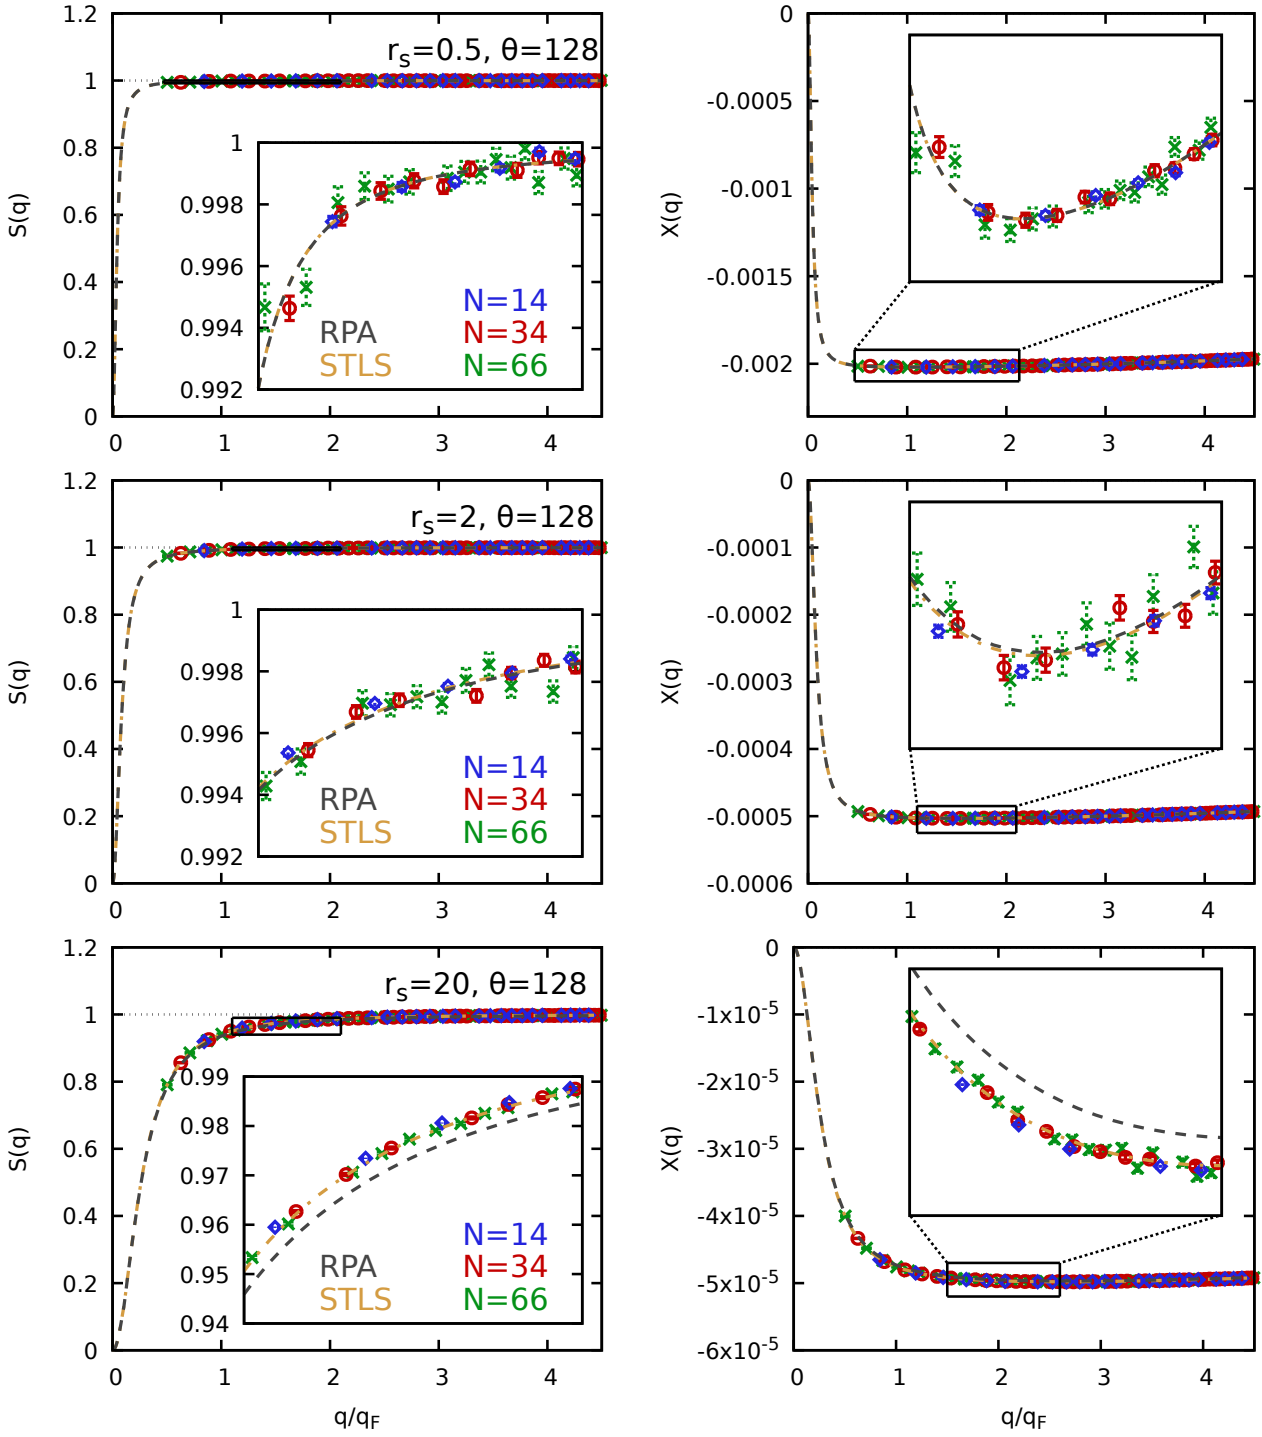 1.2
1
0.8
0.6
0.4
0.2
0
S(q)
r_s=0.5, θ=128
1
0.998
0.996
0.994
0.992
RPA
STLS
N=14
N=34
N=66
0 1 2 3 4
0
-0.0005
-0.001
-0.0015
-0.002
X(q)
0 1 2 3 4
1.2
1
0.8
0.6
0.4
0.2
0
S(q)
r_s=2, θ=128
1
0.998
0.996
0.994
0.992
RPA
STLS
N=14
N=34
N=66
0 1 2 3 4
0
-0.0001
-0.0002
-0.0003
-0.0004
-0.0005
-0.0006
X(q)
0 1 2 3 4
1.2
1
0.8
0.6
0.4
0.2
0
S(q)
r_s=20, θ=128
0.99
0.98
0.97
0.96
0.95
0.94
RPA
STLS
N=14
N=34
N=66
0 1 2 3 4
q/q_F
0
-1x10^-5
-2x10^-5
-3x10^-5
-4x10^-5
-5x10^-5
-6x10^-5
X(q)
0 1 2 3 4
q/q_F